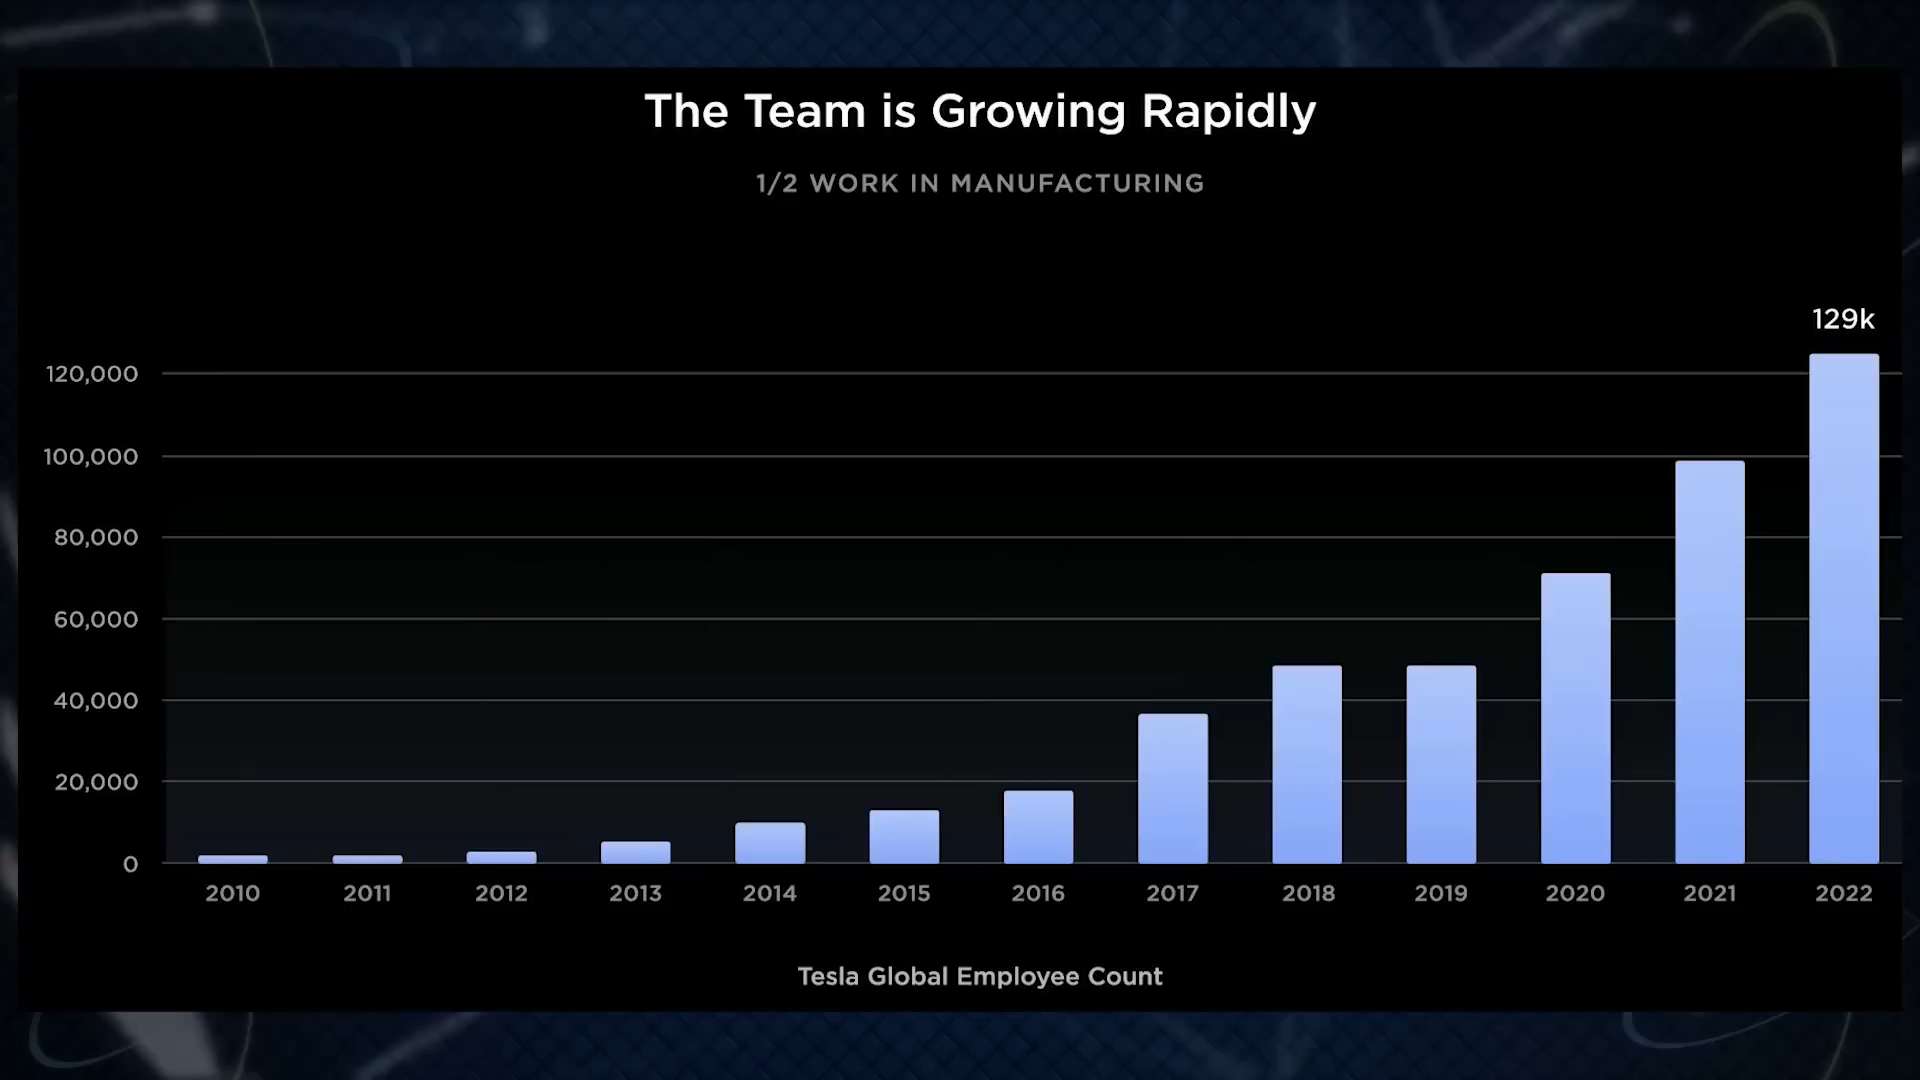 The Team is Growing Rapidly
1/2 WORK IN MANUFACTURING
129k
120,000
100,000
80,000
60,000
40,000
20,000
0
2010 2011 2012 2013 2014 2015 2016 2017 2018 2019 2020 2021 2022
Tesla Global Employee Count